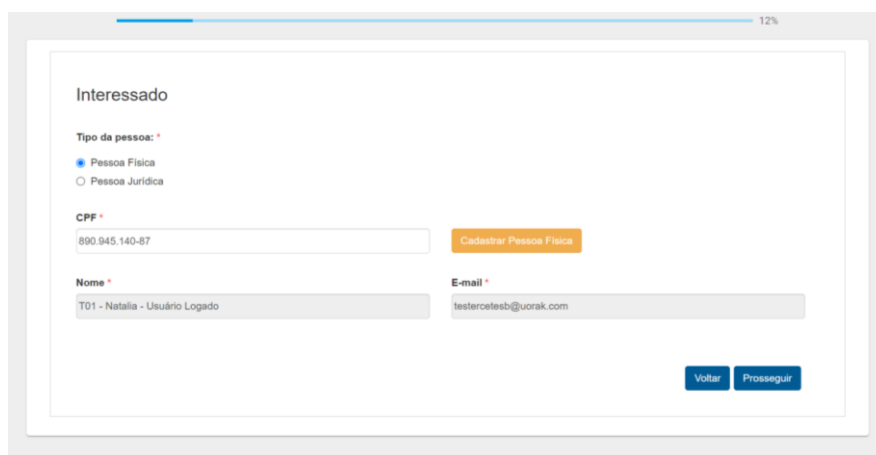 12%
Interessado
Tipo da pessoa: *
Pessoa Física
Pessoa Jurídica
CPF *
890.945.140-87
Cadastrar Pessoa Física
Nome *
E-mail *
T01 - Natalia - Usuário Logado
testercetesb@uorak.com
Voltar
Prosseguir